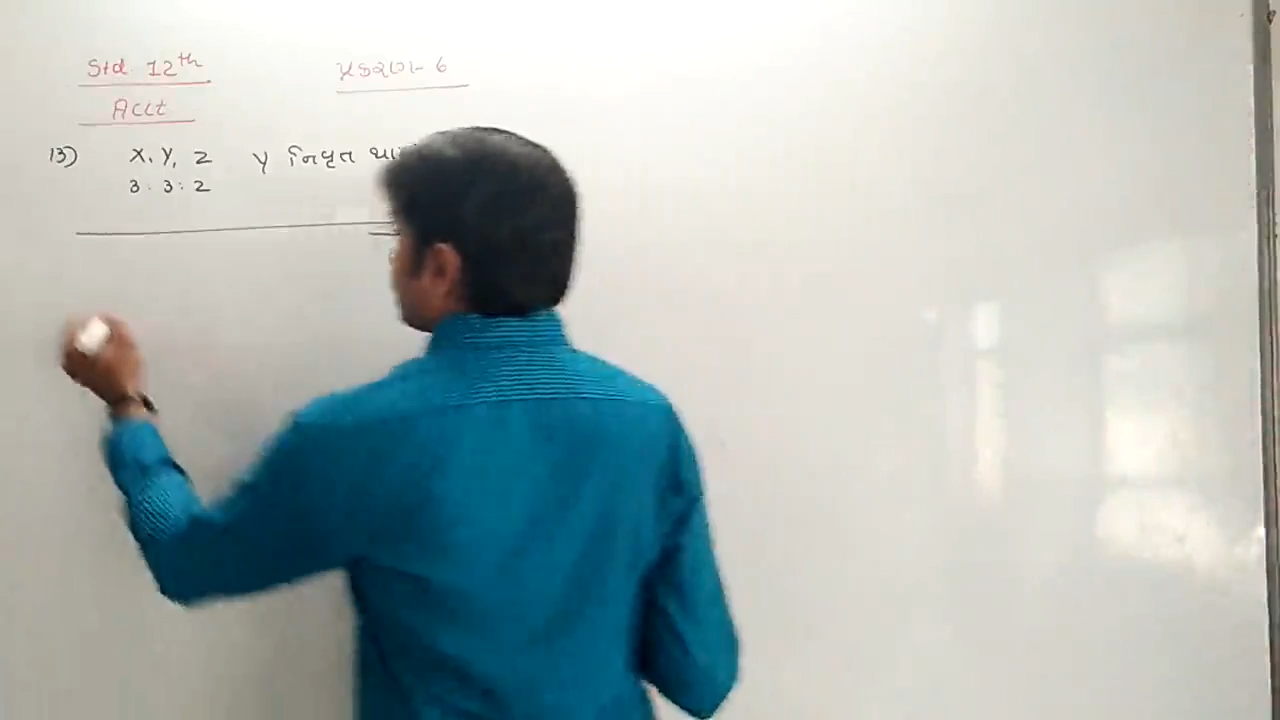 Std. 12th
પ્રકરણ - 6
Acct
13) X, Y, Z Y નિવૃત
3 : 3 : 2